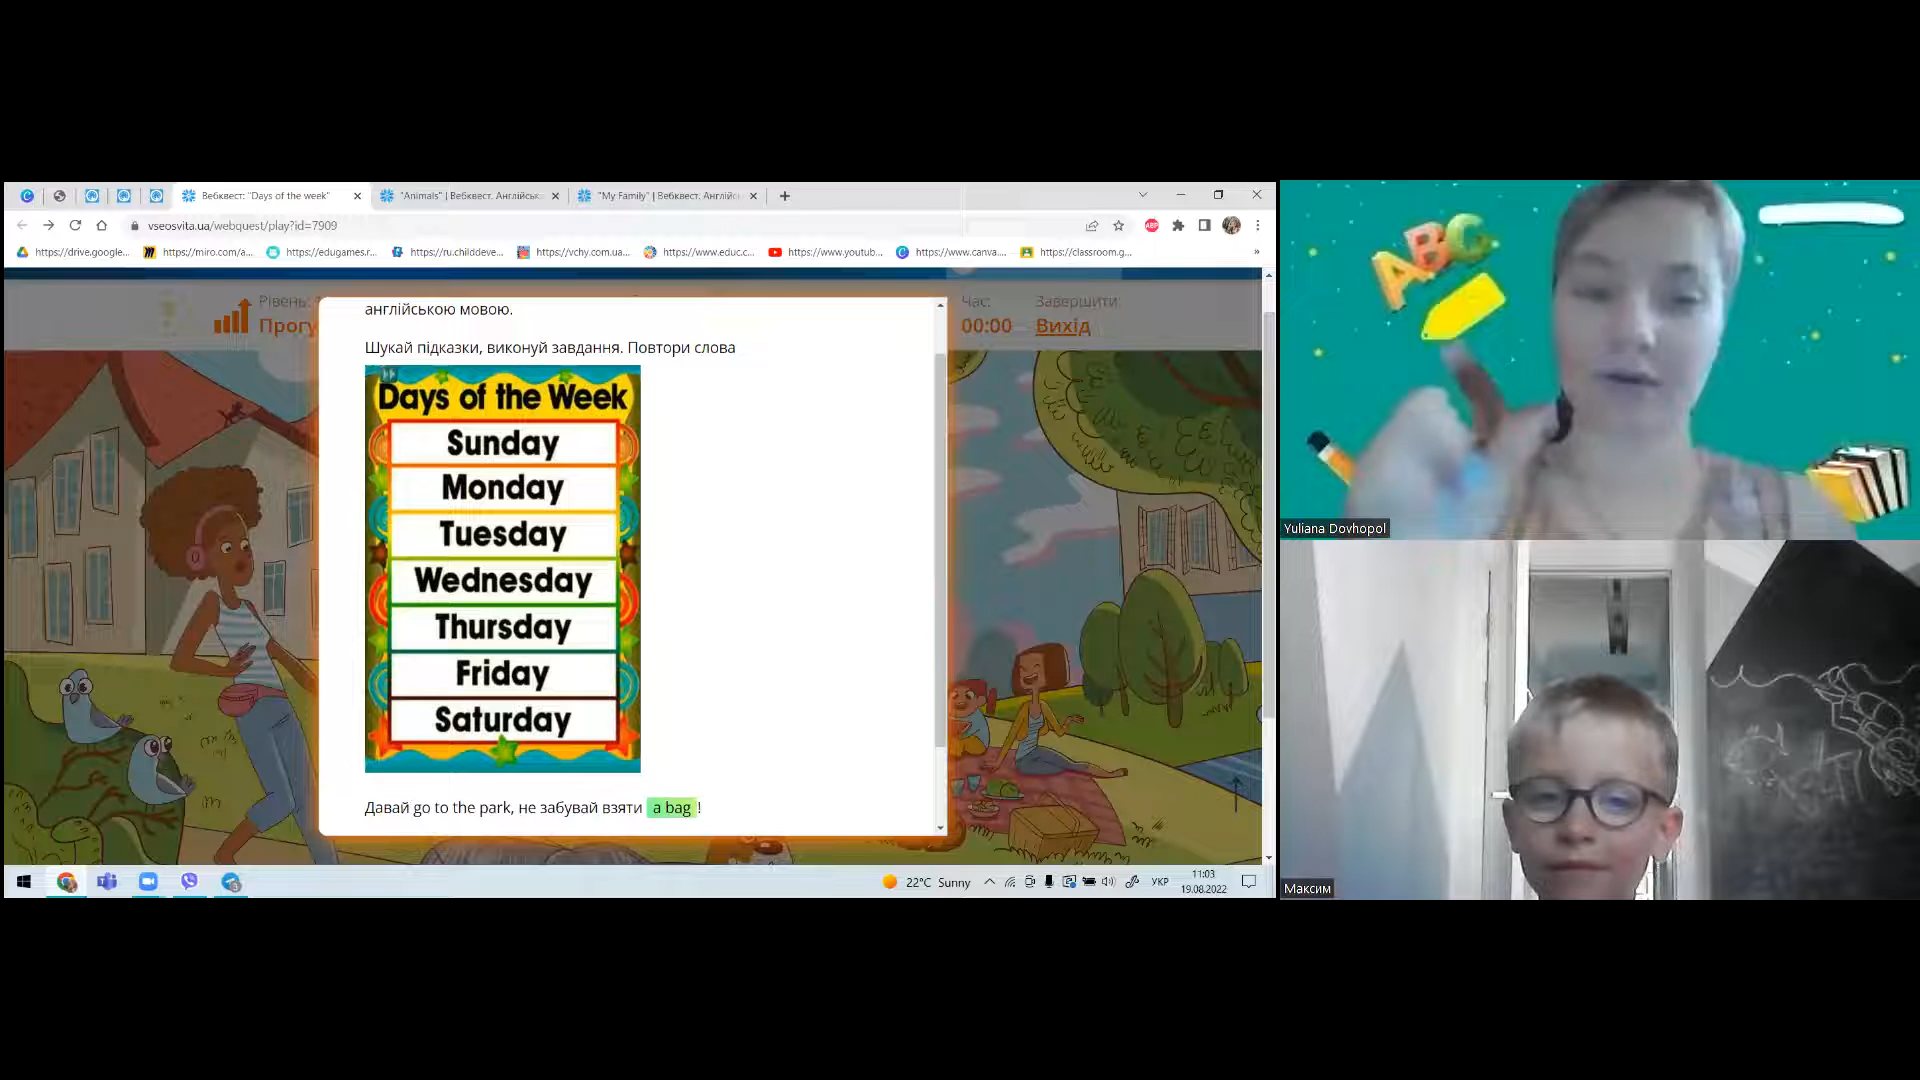 Вебквест: "Days of the week"
"Animals" | Вебквест. Англійськ
"My Family" | Вебквест. Англійс
vseosvita.ua/webquest/play?id=7909
https://drive.google...
https://miro.com/a...
https://edugames.r...
https://ru.childdeve...
https://vchy.com.ua...
https://www.educ.c...
https://www.youtub...
https://www.canva....
https://classroom.g...
Рівень:
Прогу
Час:
00:00
Завершити:
Вихід
англійською мовою.
Шукай підказки, виконуй завдання. Повтори слова
Days of the Week
Sunday
Monday
Tuesday
Wednesday
Thursday
Friday
Saturday
Давай go to the park, не забувай взяти a bag !
22°C Sunny
УКР
11:03
19.08.2022
ABC
Yuliana Dovhopol
Максим